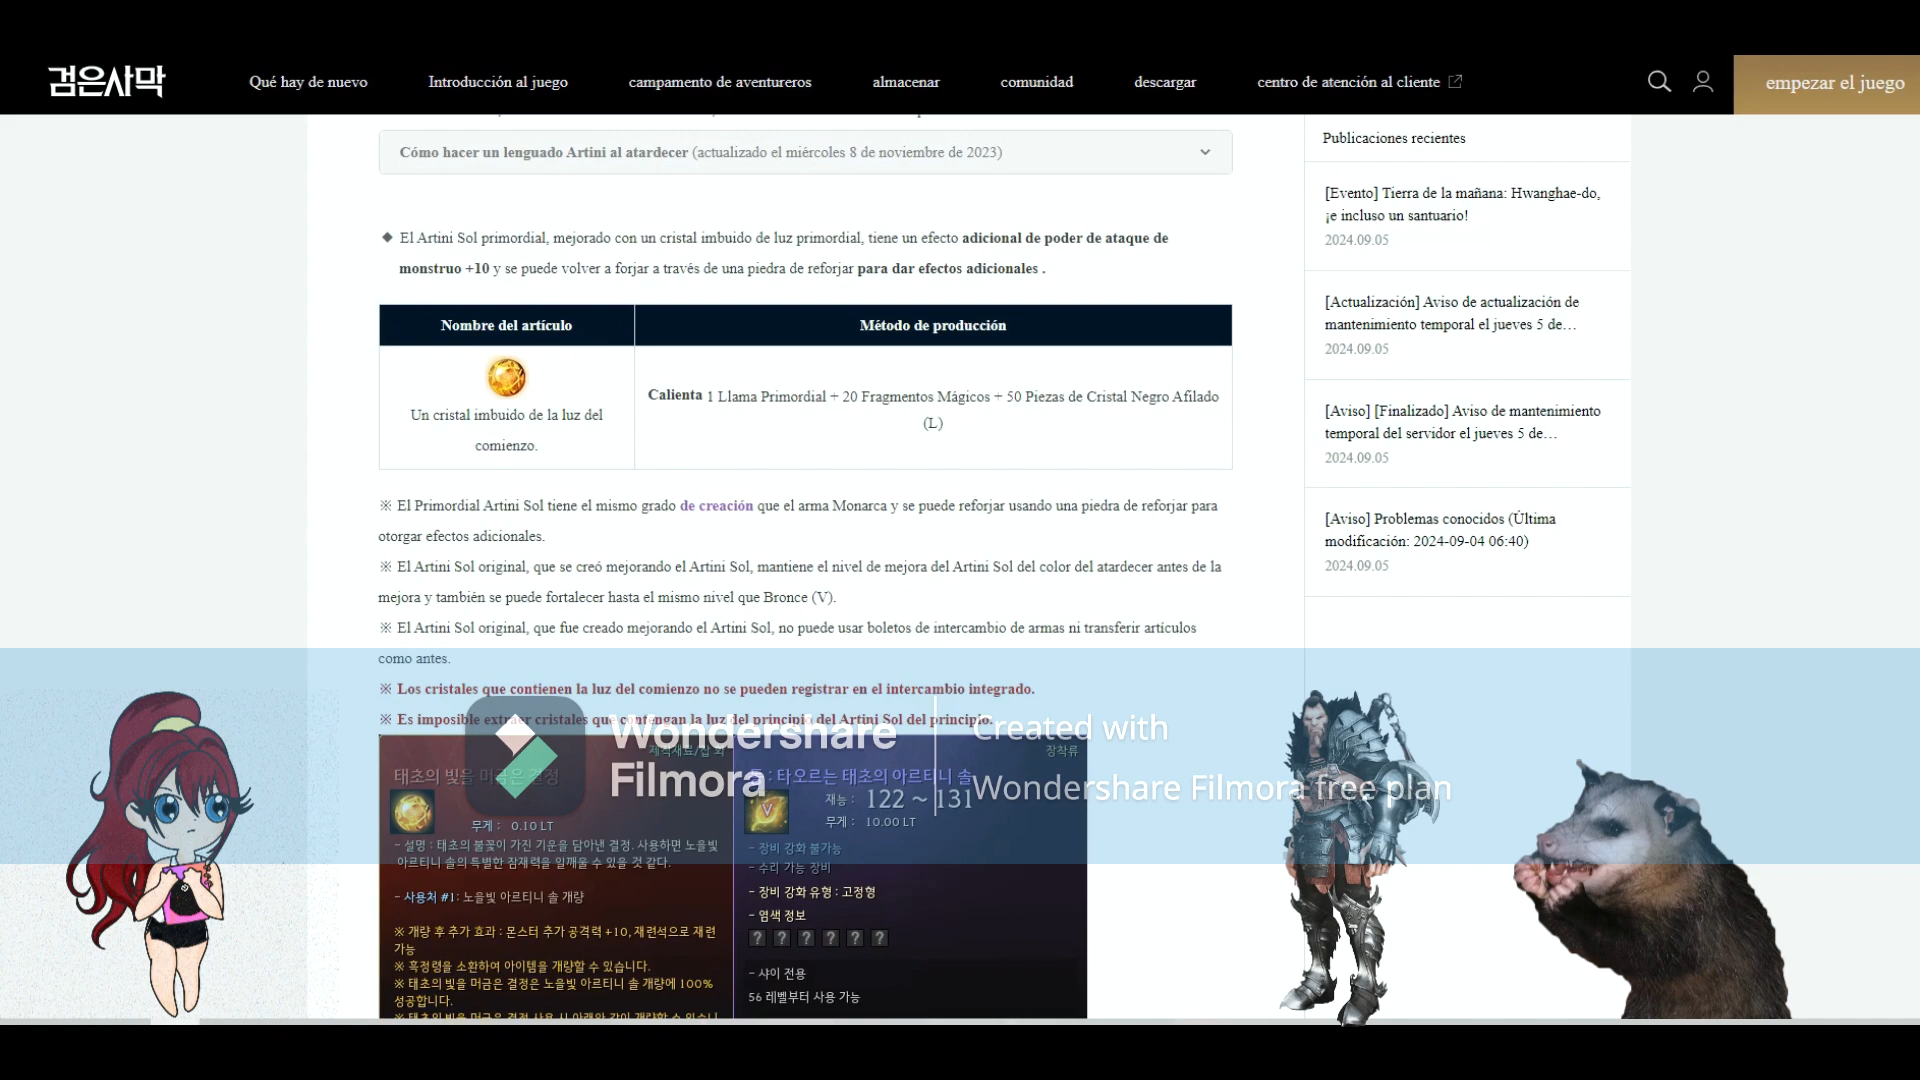 검은사막
Qué hay de nuevo
Introducción al juego
campamento de aventureros
almacenar
comunidad
descargar
centro de atención al cliente
empezar el juego
Cómo hacer un lenguado Artini al atardecer (actualizado el miércoles 8 de noviembre de 2023)
◆ El Artini Sol primordial, mejorado con un cristal imbuido de luz primordial, tiene un efecto adicional de poder de ataque de
monstruo +10 y se puede volver a forjar a través de una piedra de reforjar para dar efectos adicionales .
Nombre del artículo
Método de producción
Un cristal imbuido de la luz del
comienzo.
Calienta 1 Llama Primordial + 20 Fragmentos Mágicos + 50 Piezas de Cristal Negro Afilado
(L)
※ El Primordial Artini Sol tiene el mismo grado de creación que el arma Monarca y se puede reforjar usando una piedra de reforjar para
otorgar efectos adicionales.
※ El Artini Sol original, que se creó mejorando el Artini Sol, mantiene el nivel de mejora del Artini Sol del color del atardecer antes de la
mejora y también se puede fortalecer hasta el mismo nivel que Bronce (V).
※ El Artini Sol original, que fue creado mejorando el Artini Sol, no puede usar boletos de intercambio de armas ni transferir artículos
como antes.
※ Los cristales que contienen la luz del comienzo no se pueden registrar en el intercambio integrado.
※ Es imposible extraer cristales que contengan la luz del principio del Artini Sol del principio.
Publicaciones recientes
[Evento] Tierra de la mañana: Hwanghae-do,
¡e incluso un santuario!
2024.09.05
[Actualización] Aviso de actualización de
mantenimiento temporal el jueves 5 de…
2024.09.05
[Aviso] [Finalizado] Aviso de mantenimiento
temporal del servidor el jueves 5 de…
2024.09.05
[Aviso] Problemas conocidos (Última
modificación: 2024-09-04 06:40)
2024.09.05
Wondershare
Filmora
Created with
Wondershare Filmora free plan
태초의 빛을 머금은 결정
무게 : 0.10 LT
- 설명 : 태초의 불꽃이 가진 기운을 담아낸 결정. 사용하면 노을빛
아르티니 솔의 특별한 잠재력을 일깨울 수 있을 것 같다.
- 사용처 #1: 노을빛 아르티니 솔 개량
※ 개량 후 추가 효과 : 몬스터 추가 공격력 +10, 재련석으로 재련
가능
※ 흑정령을 소환하여 아이템을 개량할 수 있습니다.
※ 태초의 빛을 머금은 결정은 노을빛 아르티니 솔 개량에 100%
성공합니다.
장착류
: 타오르는 태초의 아르티니 솔
V
재능 : 122 ~ 131
무게 : 10.00 LT
- 장비 강화 불가능
- 수리 가능 장비
- 장비 강화 유형 : 고정형
- 염색 정보
? ? ? ? ? ?
- 샤이 전용
56 레벨부터 사용 가능